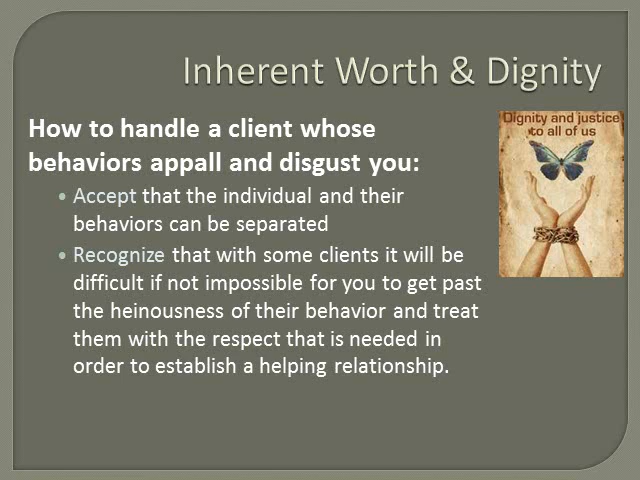 Inherent Worth & Dignity
How to handle a client whose
behaviors appall and disgust you:
• Accept that the individual and their
behaviors can be separated
• Recognize that with some clients it will be
difficult if not impossible for you to get past
the heinousness of their behavior and treat
them with the respect that is needed in
order to establish a helping relationship.
Dignity and justice
to all of us